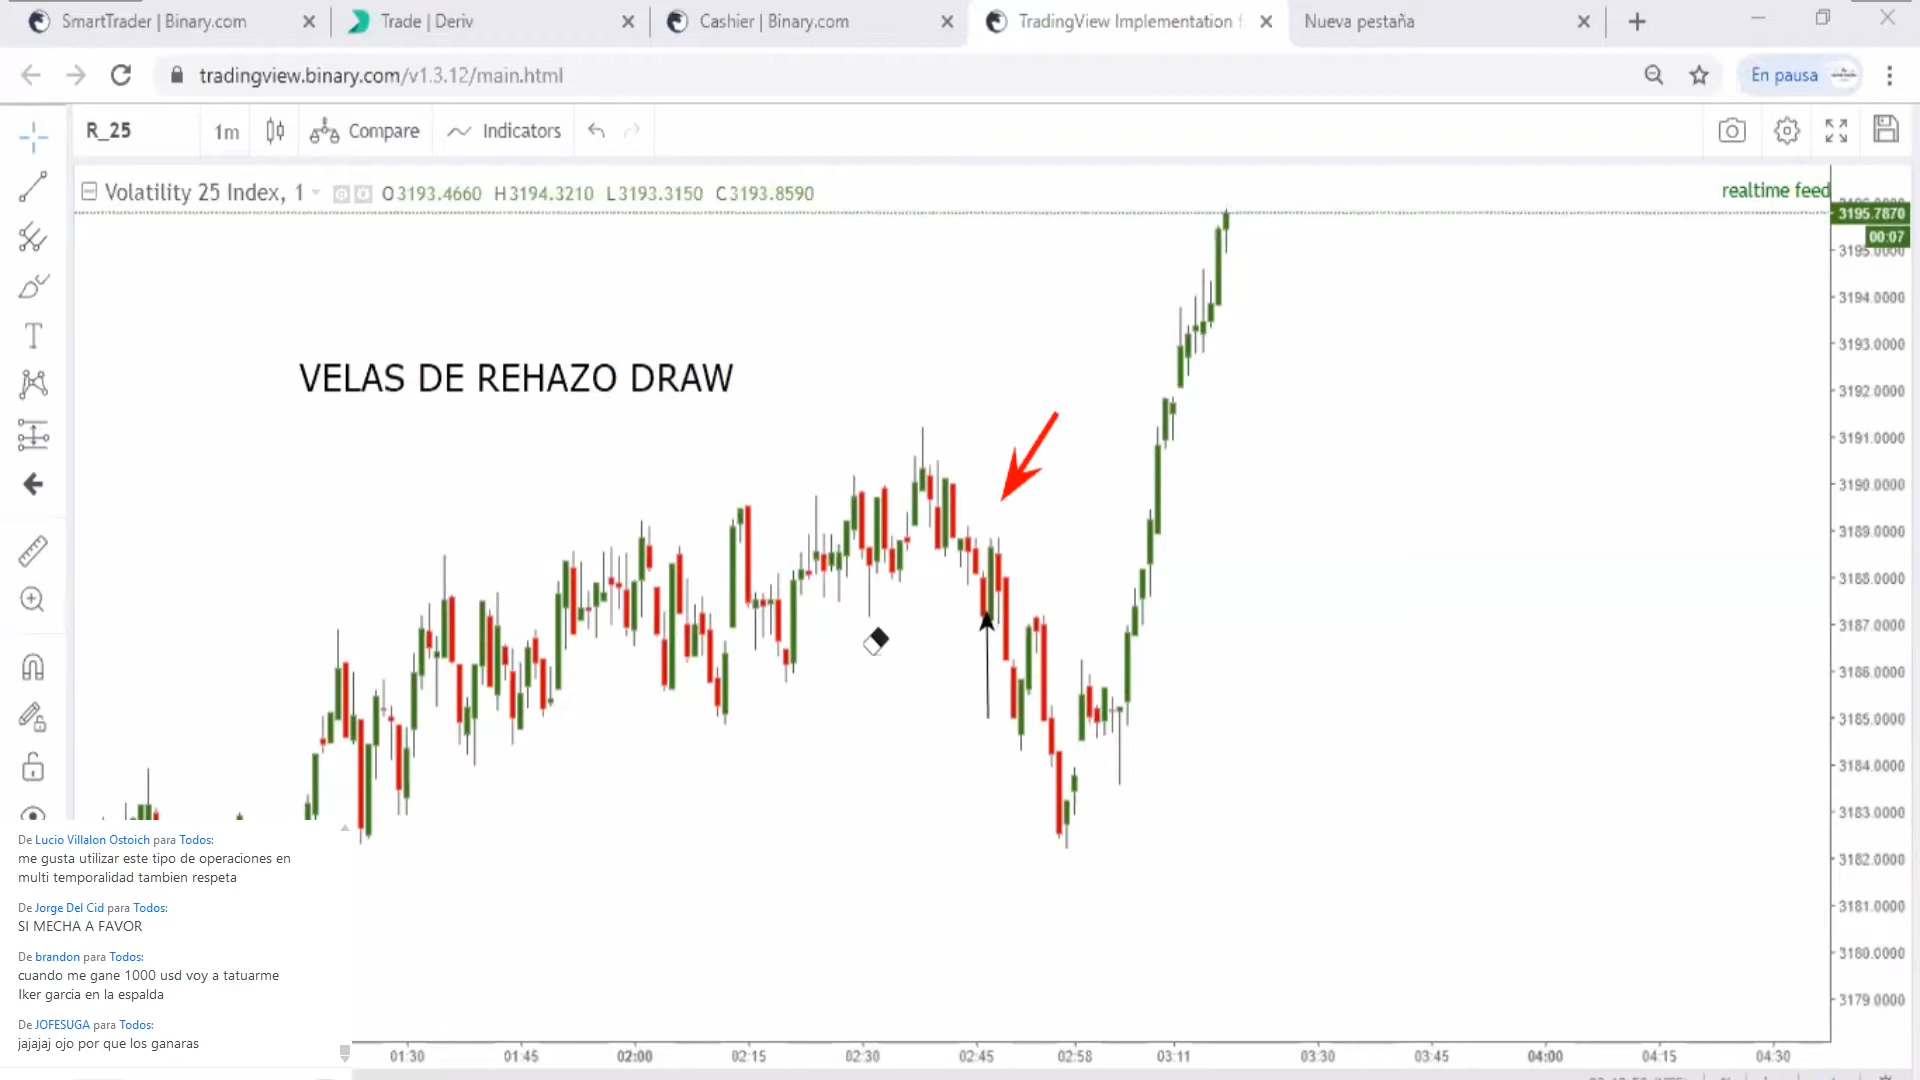 SmartTrader | Binary.com
Trade | Deriv
Cashier | Binary.com
TradingView Implementation f
Nueva pestaña
tradingview.binary.com/v1.3.12/main.html
En pausa
R_25
1m
Compare
Indicators
Volatility 25 Index, 1
O3193.4660 H3194.3210 L3193.3150 C3193.8590
realtime feed
3195.7870
00:07
3195.0000
3194.0000
3193.0000
3192.0000
3191.0000
3190.0000
3189.0000
3188.0000
3187.0000
3186.0000
3185.0000
3184.0000
3183.0000
3182.0000
3181.0000
3180.0000
3179.0000
VELAS DE REHAZO DRAW
De Lucio Villalon Ostoich para Todos:
me gusta utilizar este tipo de operaciones en
multi temporalidad tambien respeta
De Jorge Del Cid para Todos:
SI MECHA A FAVOR
De brandon para Todos:
cuando me gane 1000 usd voy a tatuarme
Iker garcia en la espalda
De JOFESUGA para Todos:
jajajaj ojo por que los ganaras
01:30 01:45 02:00 02:15 02:30 02:45 02:58 03:11 03:30 03:45 04:00 04:15 04:30